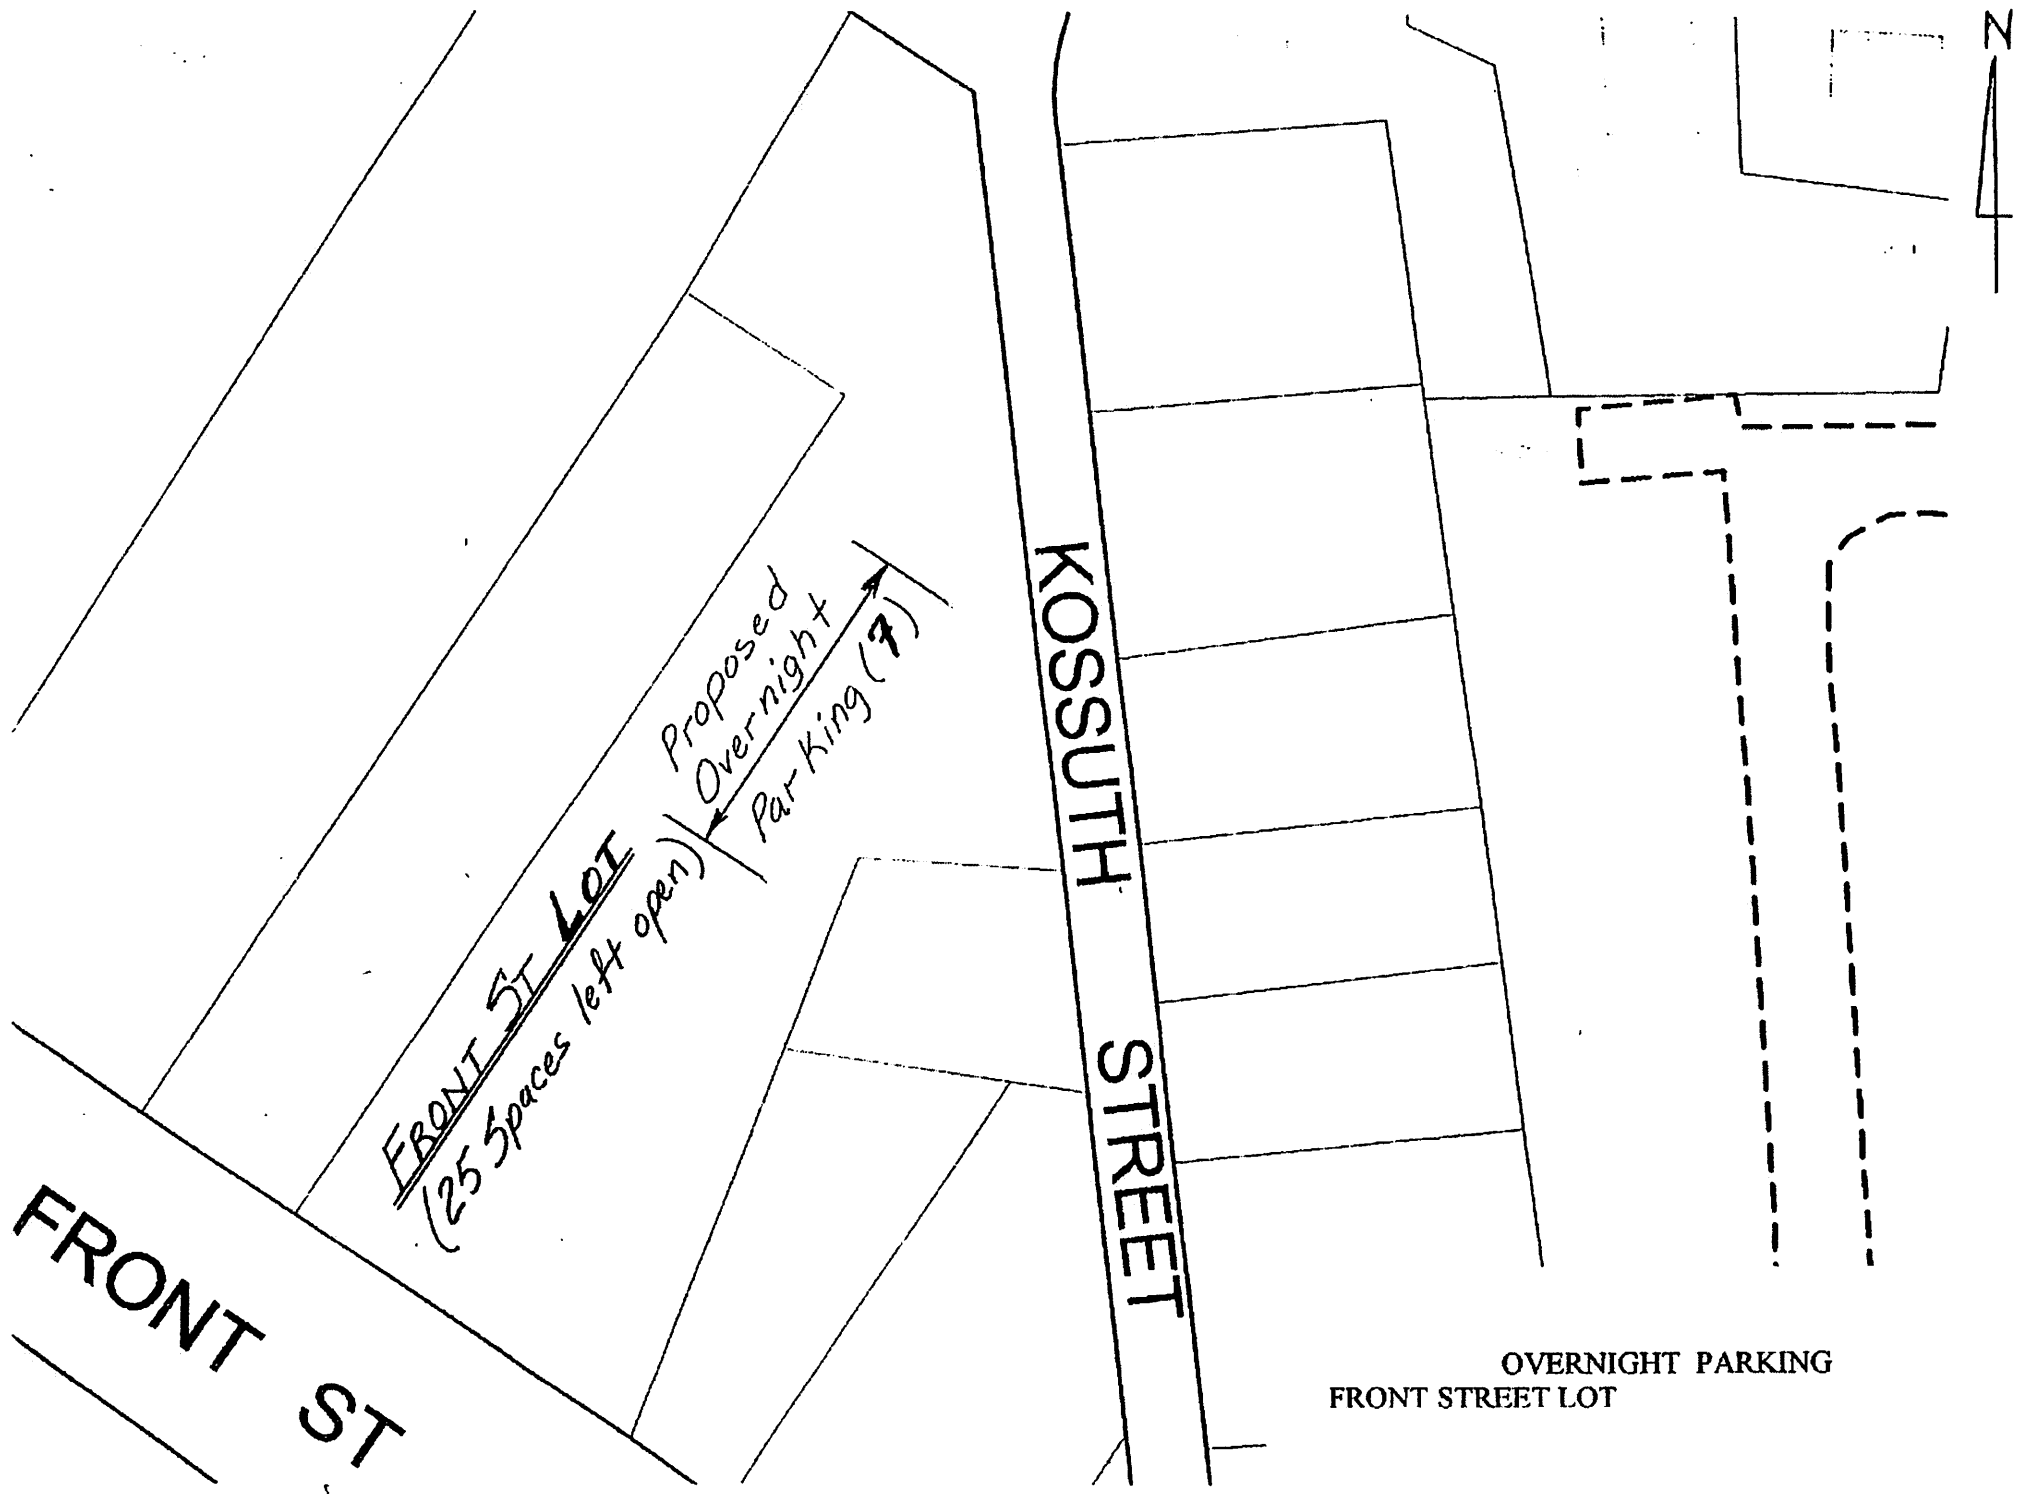 N
Proposed
Overnight
Parking (7)
FRONT ST LOT
(25 Spaces left open)
KOSSUTH STREET
FRONT ST
OVERNIGHT PARKING
FRONT STREET LOT